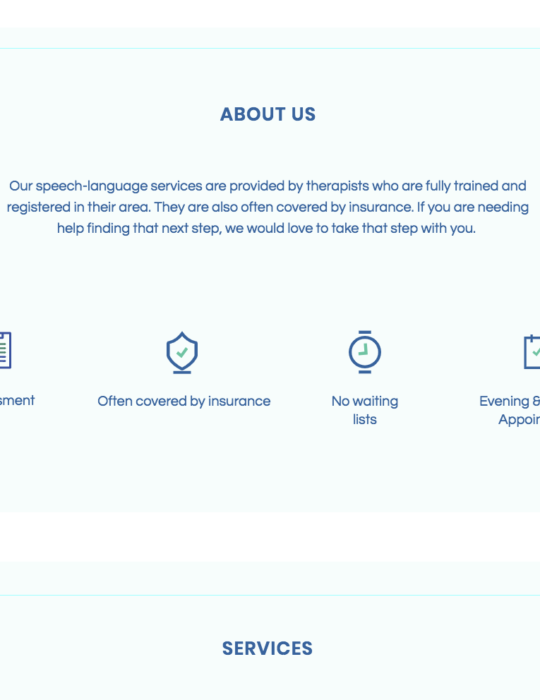 ABOUT US
Our speech-language services are provided by therapists who are fully trained and
registered in their area. They are also often covered by insurance. If you are needing
help finding that next step, we would love to take that step with you.
sment
Often covered by insurance
No waiting
lists
Evening &
Appoin
SERVICES